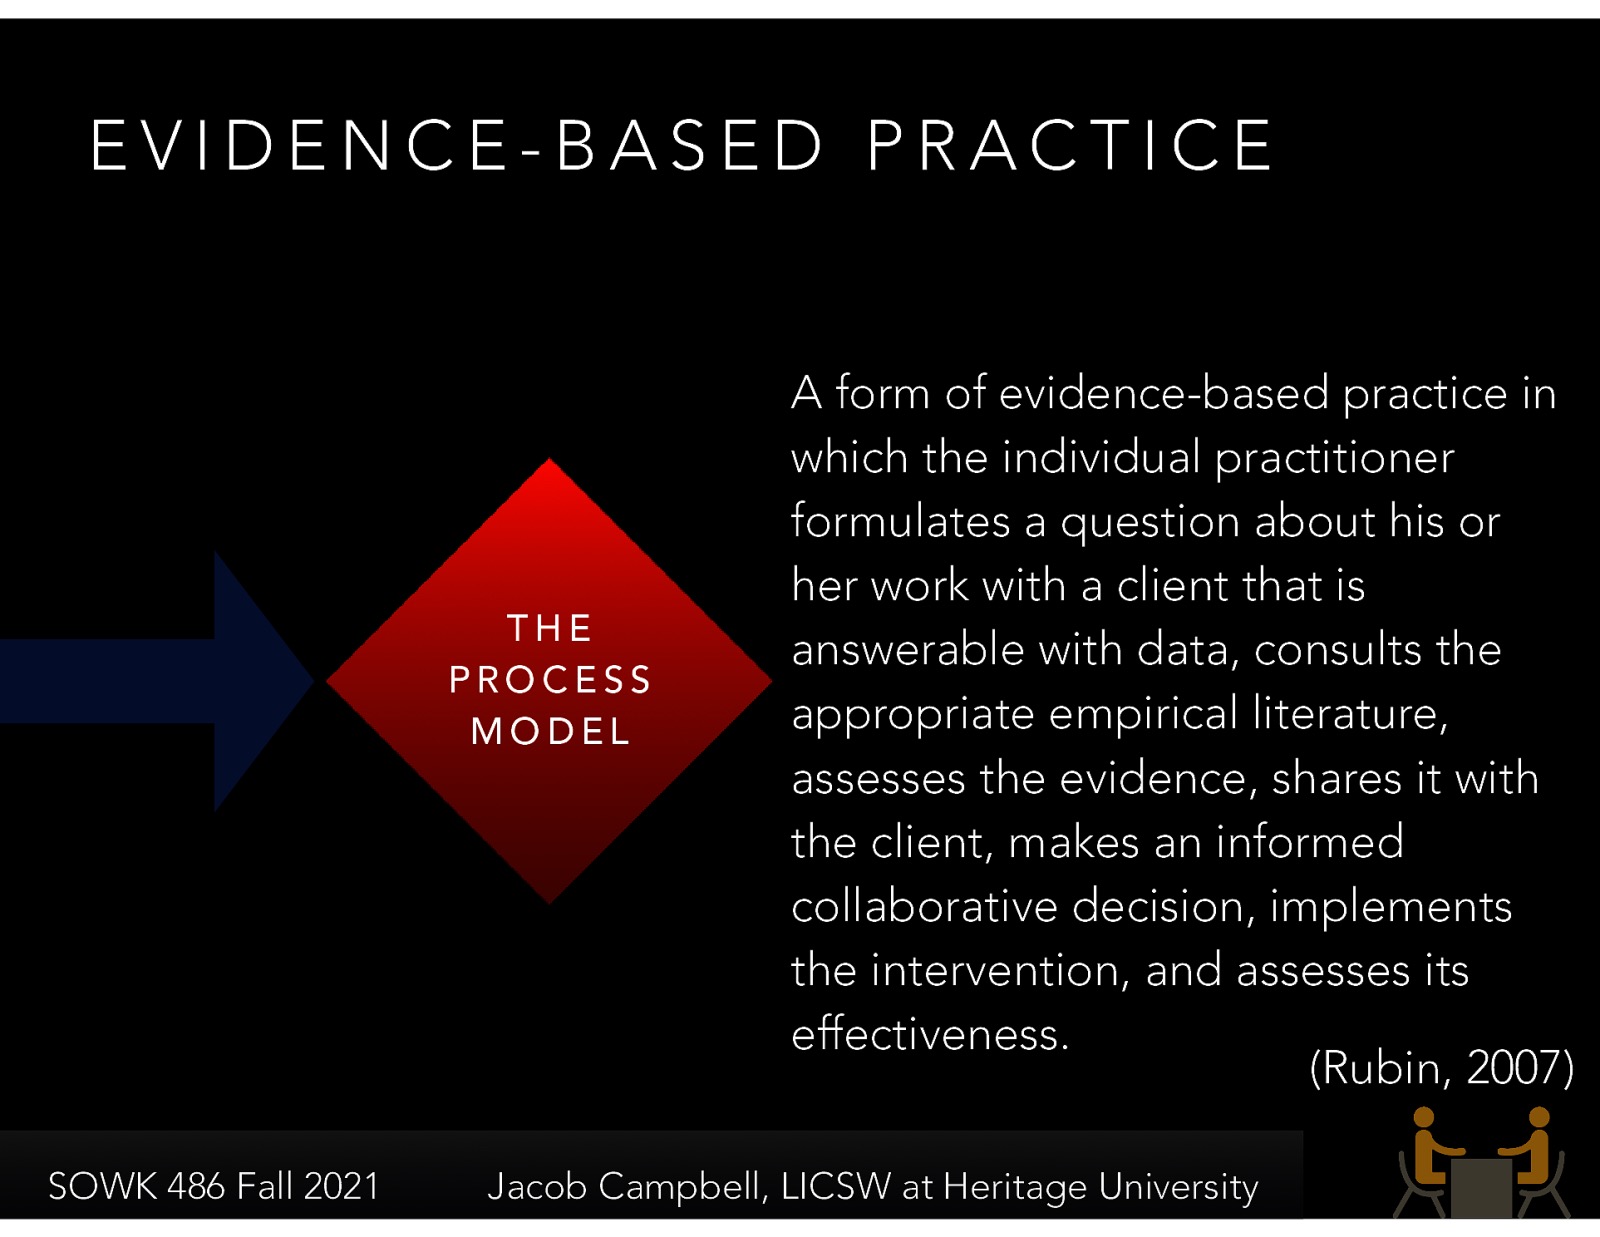 EVIDENCE-BASED PRACTICE
THE
PROCESS
MODEL
A form of evidence-based practice in
which the individual practitioner
formulates a question about his or
her work with a client that is
answerable with data, consults the
appropriate empirical literature,
assesses the evidence, shares it with
the client, makes an informed
collaborative decision, implements
the intervention, and assesses its
effectiveness.
(Rubin, 2007)
SOWK 486 Fall 2021
Jacob Campbell, LICSW at Heritage University